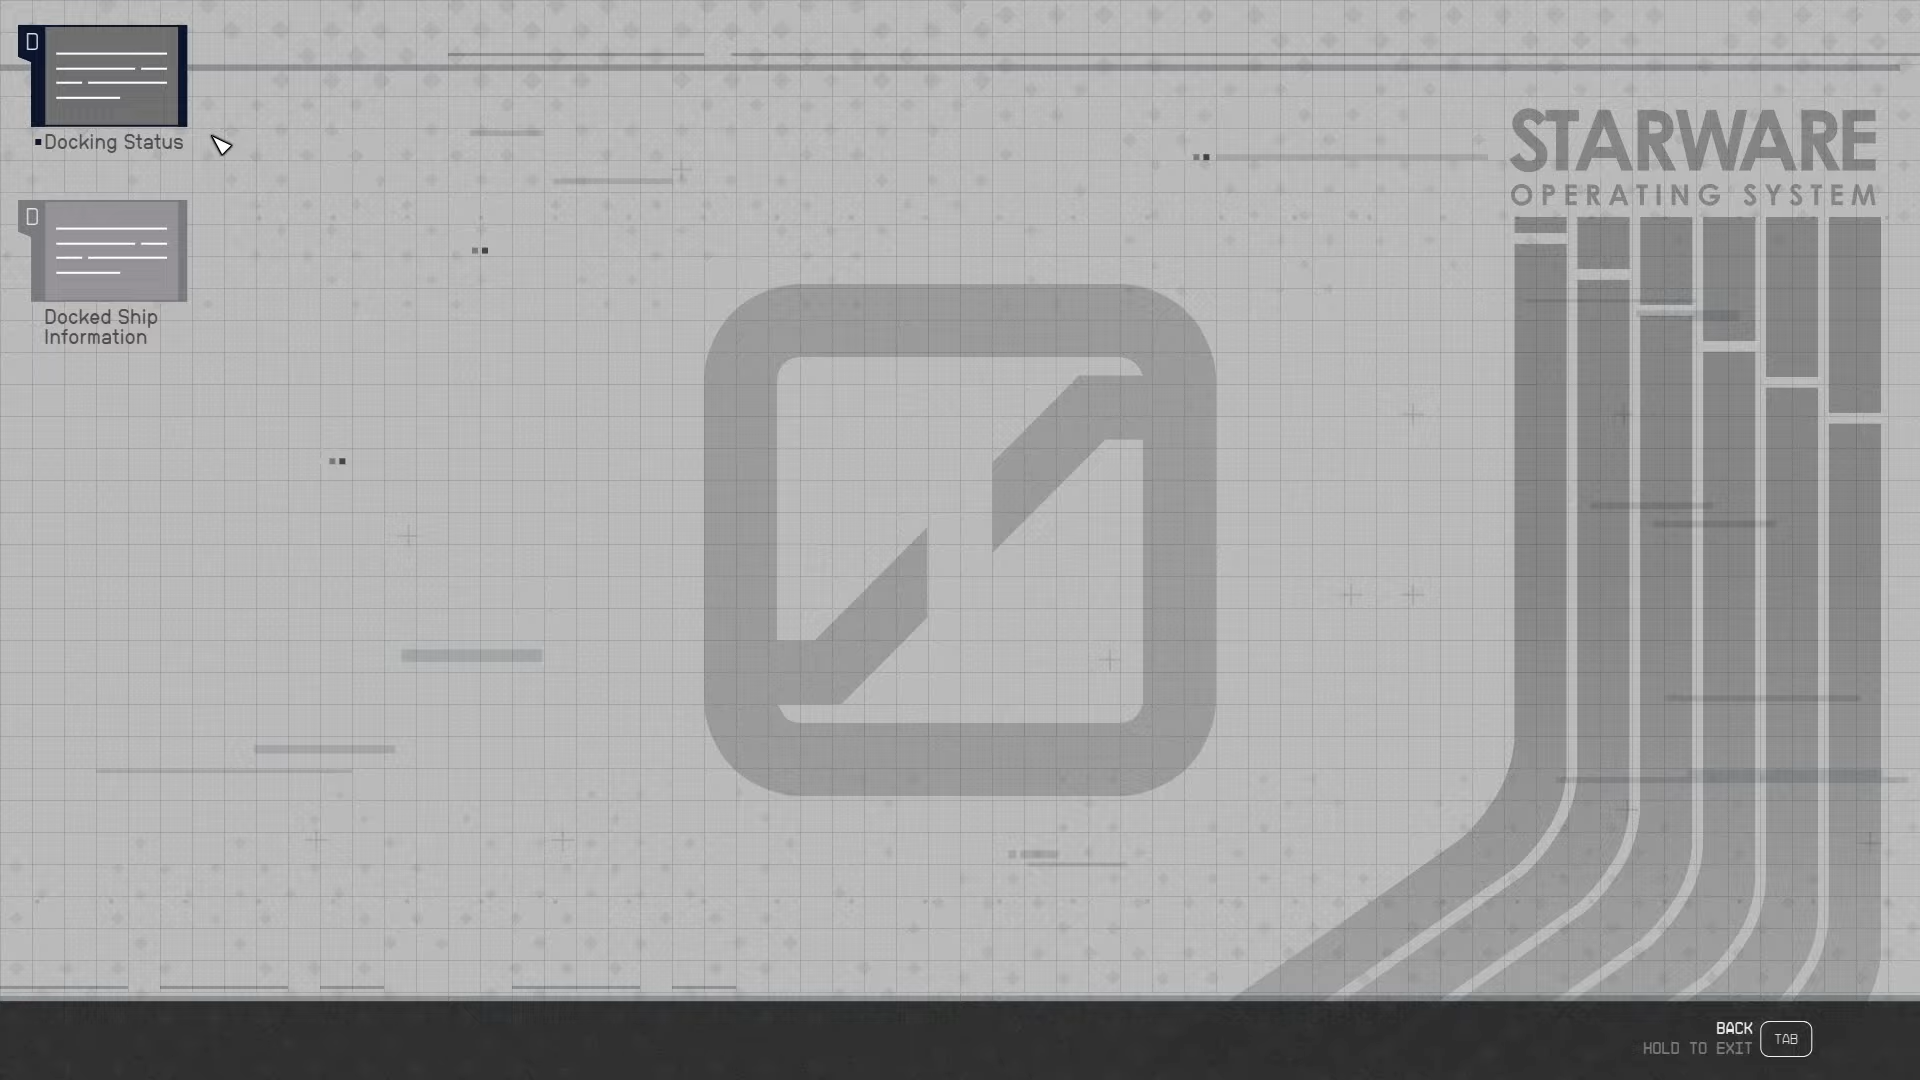 D
Docking Status
D
Docked Ship
Information
STARWARE
OPERATING SYSTEM
BACK
HOLD TO EXIT
TAB